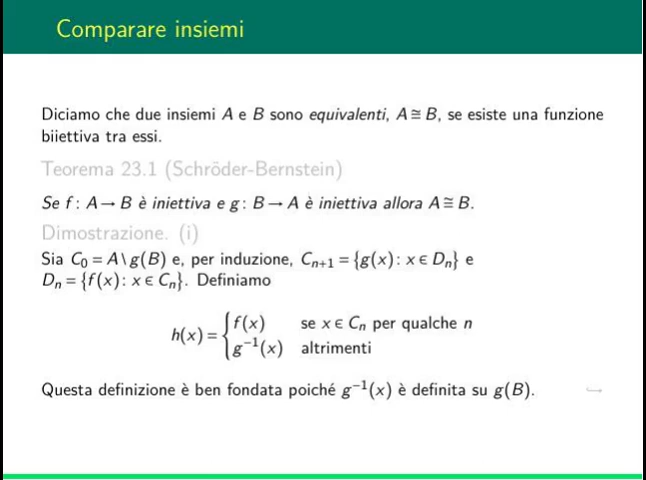 Comparare insiemi
Diciamo che due insiemi A e B sono equivalenti, A ≅ B, se esiste una funzione
biiettiva tra essi.
Teorema 23.1 (Schröder-Bernstein)
Se f : A → B è iniettiva e g : B → A è iniettiva allora A ≅ B.
Dimostrazione. (i)
Sia C₀ = A \ g(B) e, per induzione, Cₙ₊₁ = {g(x) : x ∈ Dₙ} e
Dₙ = {f(x) : x ∈ Cₙ}. Definiamo
h(x) = { f(x) se x ∈ Cₙ per qualche n
g⁻¹(x) altrimenti
Questa definizione è ben fondata poiché g⁻¹(x) è definita su g(B). ↪